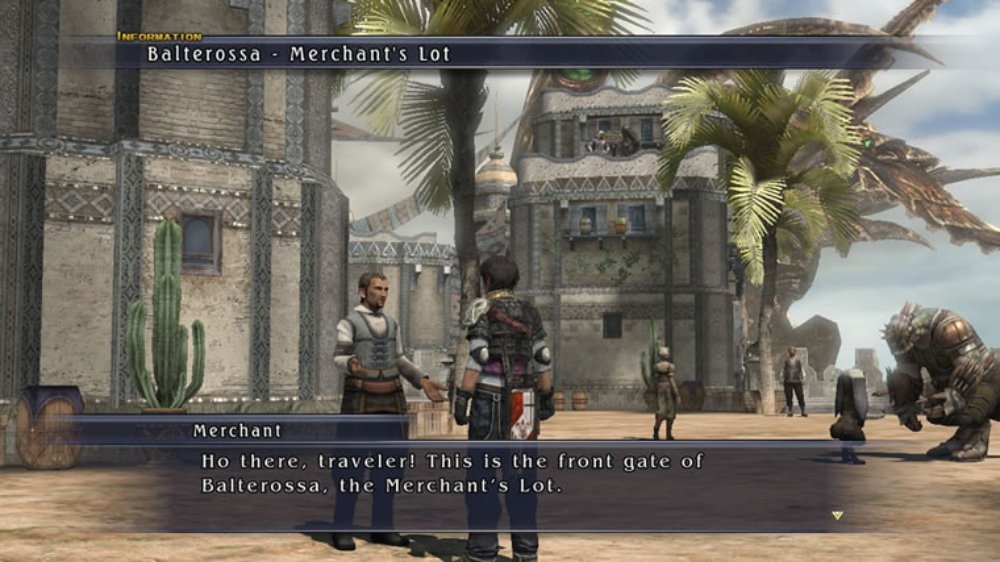 INFORMATION
Balterossa - Merchant's Lot
Merchant
Ho there, traveler! This is the front gate of
Balterossa, the Merchant's Lot.